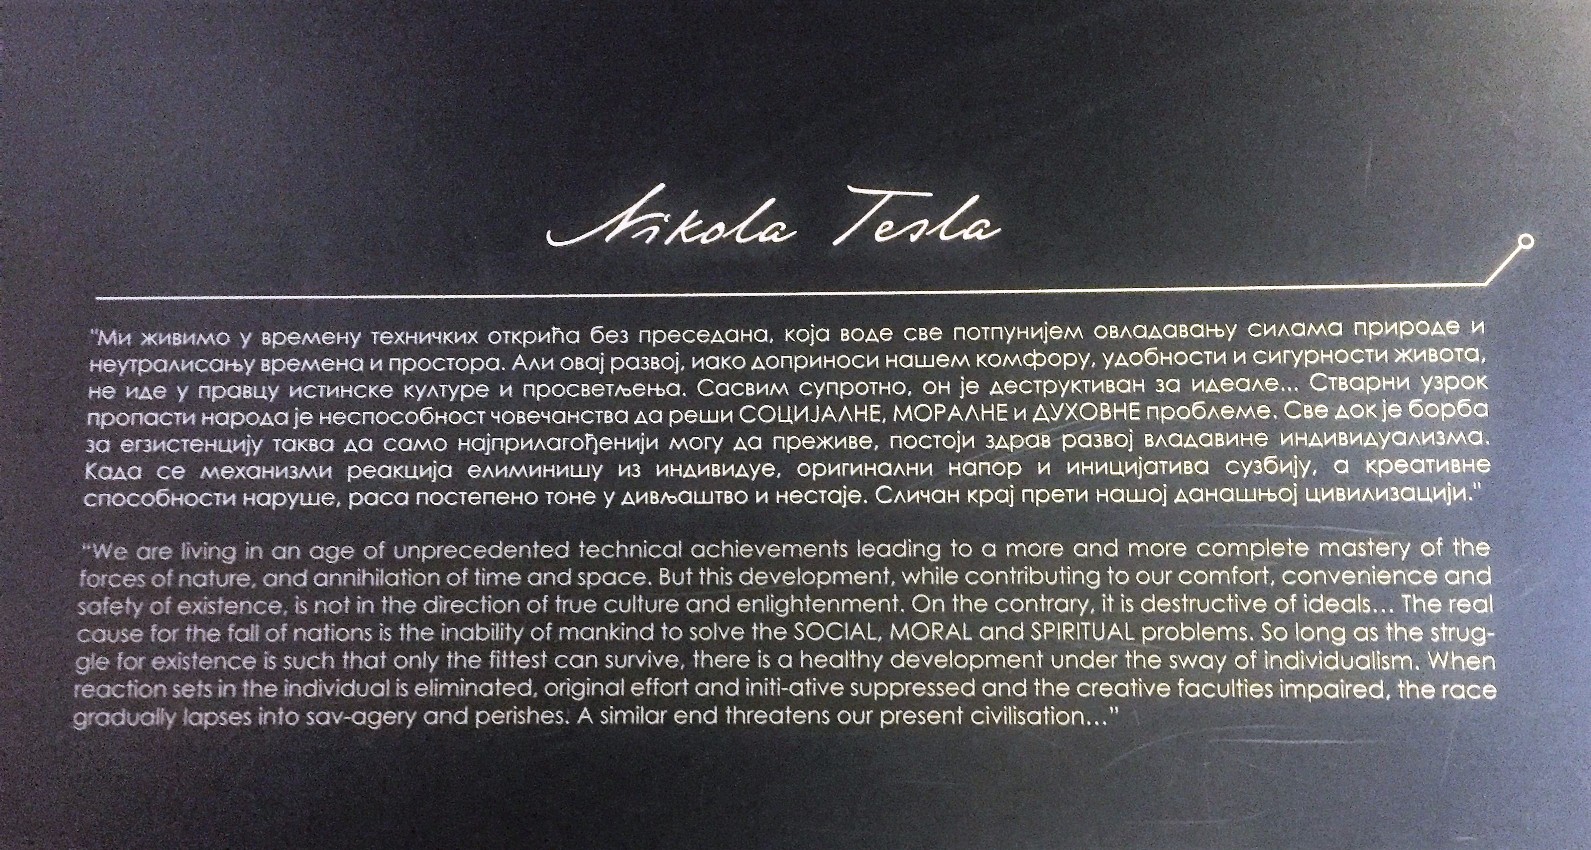 Nikola Tesla
"Ми живимо у времену техничких открића без преседана, која воде све потпунијем овладавању силама природе и
неутралисању времена и простора. Али овај развој, иако доприноси нашем комфору, удобности и сигурности живота,
не иде у правцу истинске културе и просветљења. Сасвим супротно, он је деструктиван за идеале... Стварни узрок
пропасти народа је неспособност човечанства да реши СОЦИЈАЛНЕ, МОРАЛНЕ и ДУХОВНЕ проблеме. Све док је борба
за егзистенцију таква да само најприлагођенији могу да преживе, постоји здрав развој владавине индивидуализма.
Када се механизми реакција елиминишу из индивидуе, оригинални напор и иницијатива сузбију, а креативне
способности наруше, раса постепено тоне у дивљаштво и нестаје. Сличан крај прети нашој данашњој цивилизацији."
"We are living in an age of unprecedented technical achievements leading to a more and more complete mastery of the
forces of nature, and annihilation of time and space. But this development, while contributing to our comfort, convenience and
safety of existence, is not in the direction of true culture and enlightenment. On the contrary, it is destructive of ideals... The real
cause for the fall of nations is the inability of mankind to solve the SOCIAL, MORAL and SPIRITUAL problems. So long as the strug-
gle for existence is such that only the fittest can survive, there is a healthy development under the sway of individualism. When
reaction sets in the individual is eliminated, original effort and initi-ative suppressed and the creative faculties impaired, the race
gradually lapses into sav-agery and perishes. A similar end threatens our present civilisation..."